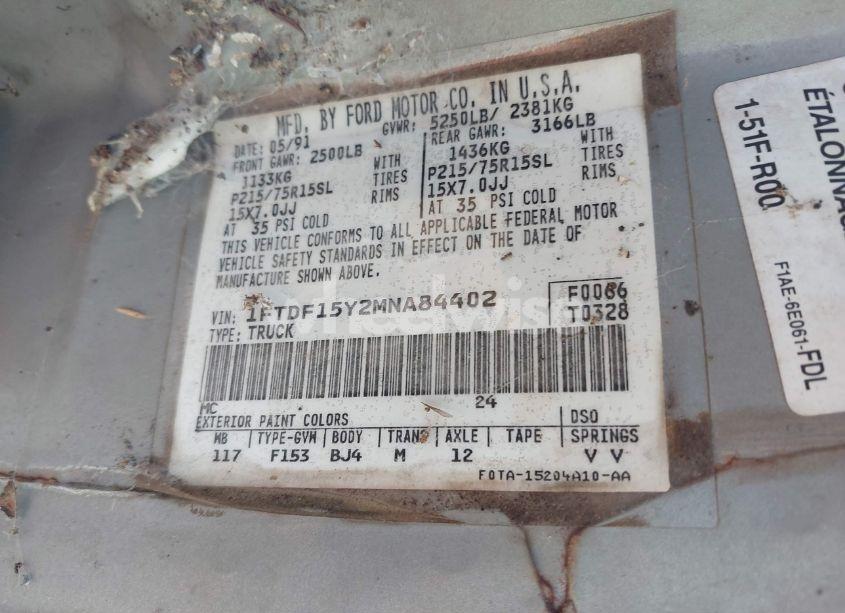 MFD. BY FORD MOTOR CO. IN U.S.A.
DATE: 05/91 GVWR: 5250LB/ 2381KG
FRONT GAWR: 2500LB REAR GAWR: 3166LB
1133KG WITH 1436KG WITH
P215/75R15SL TIRES P215/75R15SL TIRES
15X7.0JJ RIMS 15X7.0JJ RIMS
AT 35 PSI COLD AT 35 PSI COLD
THIS VEHICLE CONFORMS TO ALL APPLICABLE FEDERAL MOTOR
VEHICLE SAFETY STANDARDS IN EFFECT ON THE DATE OF
MANUFACTURE SHOWN ABOVE.
VIN: 1FTDF15Y2MNA84402 F0086
TYPE: TRUCK T0328
MC 24
EXTERIOR PAINT COLORS DSO
WB TYPE-GVW BODY TRANS AXLE TAPE SPRINGS
117 F153 BJ4 M 12 V V
F0TA-15204A10-AA
1-51F-R00
F1AE-6E061-FDL